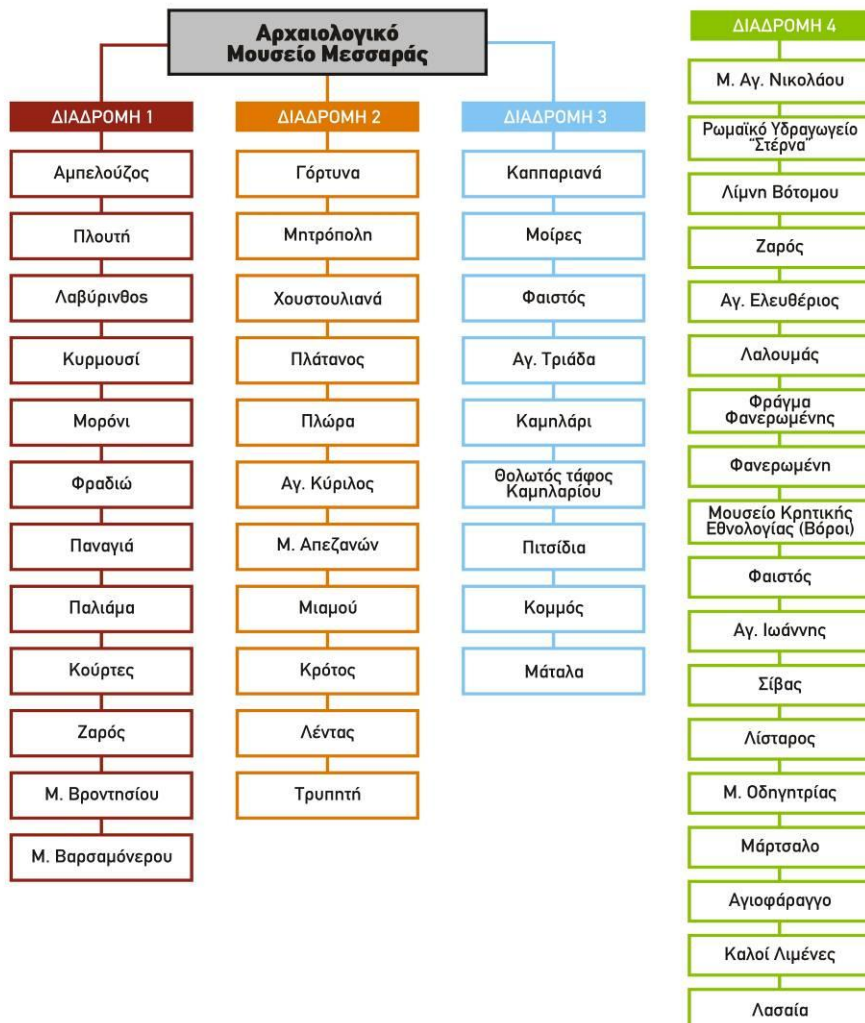 Αρχαιολογικό
Μουσείο Μεσσαράς
ΔΙΑΔΡΟΜΗ 1
Αμπελούζος
Πλουτή
Λαβύρινθος
Κυρμουσί
Μορόνι
Φραδιώ
Παναγιά
Παλιάμα
Κούρτες
Ζαρός
Μ. Βροντησίου
Μ. Βαρσαμόνερου
ΔΙΑΔΡΟΜΗ 2
Γόρτυνα
Μητρόπολη
Χουστουλιανά
Πλάτανος
Πλώρα
Αγ. Κύριλος
Μ. Απεζανών
Μιαμού
Κρότος
Λέντας
Τρυπητή
ΔΙΑΔΡΟΜΗ 3
Καππαριανά
Μοίρες
Φαιστός
Αγ. Τριάδα
Καμηλάρι
Θολωτός τάφος
Καμηλαρίου
Πιτσίδια
Κομμός
Μάταλα
ΔΙΑΔΡΟΜΗ 4
Μ. Αγ. Νικολάου
Ρωμαϊκό Υδραγωγείο
"Στέρνα"
Λίμνη Βότομου
Ζαρός
Αγ. Ελευθέριος
Λαλουμάς
Φράγμα
Φανερωμένης
Φανερωμένη
Μουσείο Κρητικής
Εθνολογίας (Βόροι)
Φαιστός
Αγ. Ιωάννης
Σίβας
Λίσταρος
Μ. Οδηγητρίας
Μάρτσαλο
Αγιοφάραγγο
Καλοί Λιμένες
Λασαία